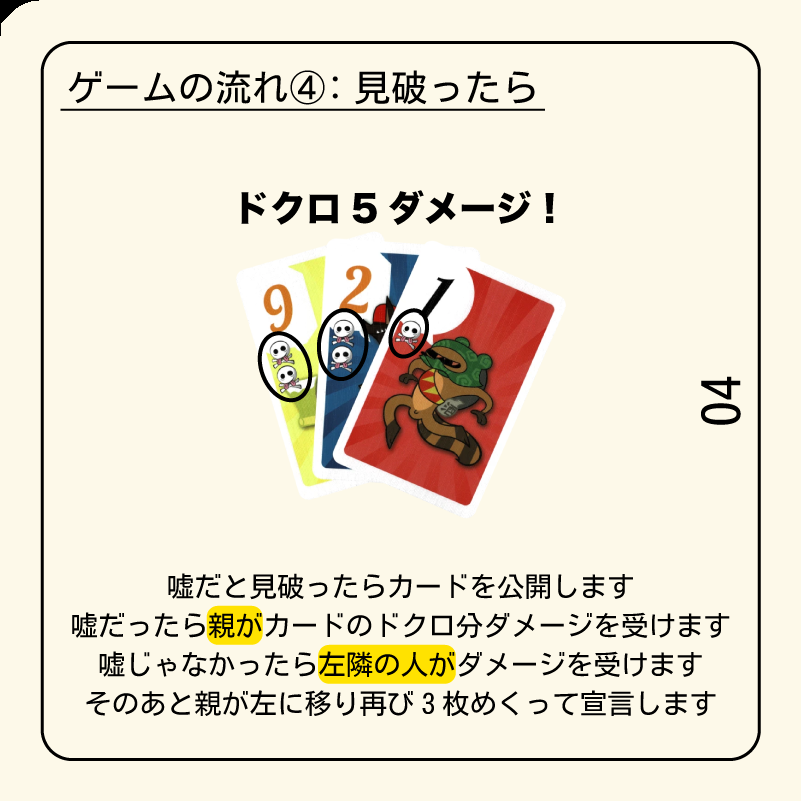 ゲームの流れ④：見破ったら
ドクロ5ダメージ！
9
2
1
04
嘘だと見破ったらカードを公開します
嘘だったら親がカードのドクロ分ダメージを受けます
嘘じゃなかったら左隣の人がダメージを受けます
そのあと親が左に移り再び3枚めくって宣言します